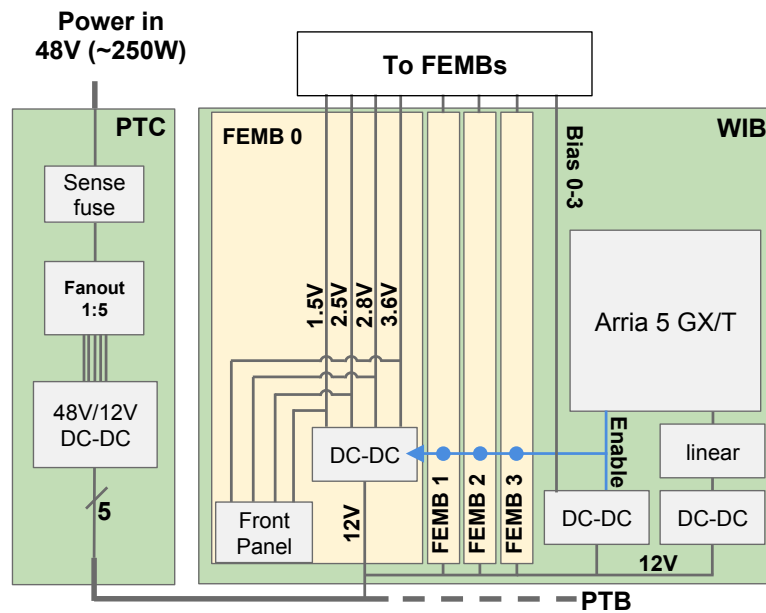 Power in
48V (~250W)
To FEMBs
PTC
Sense
fuse
Fanout
1:5
48V/12V
DC-DC
5
FEMB 0
1.5V
2.5V
2.8V
3.6V
DC-DC
Front
Panel
12V
FEMB 1
FEMB 2
FEMB 3
Bias 0-3
WIB
Arria 5 GX/T
Enable
linear
DC-DC
DC-DC
12V
PTB